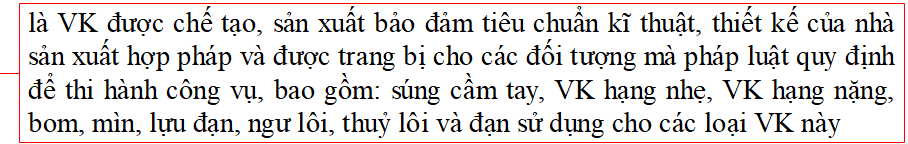 là VK được chế tạo, sản xuất bảo đảm tiêu chuẩn kĩ thuật, thiết kế của nhà
sản xuất hợp pháp và được trang bị cho các đối tượng mà pháp luật quy định
để thi hành công vụ, bao gồm: súng cầm tay, VK hạng nhẹ, VK hạng nặng,
bom, mìn, lựu đạn, ngư lôi, thuỷ lôi và đạn sử dụng cho các loại VK này